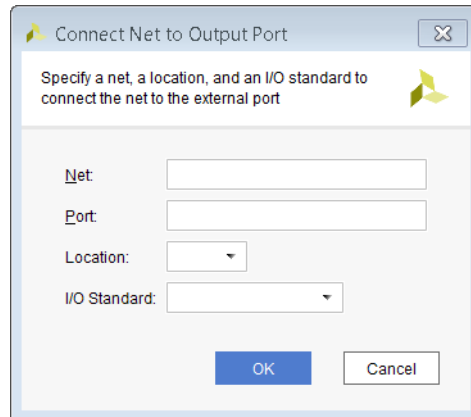 Connect Net to Output Port
Specify a net, a location, and an I/O standard to
connect the net to the external port
Net:
Port:
Location:
I/O Standard:
OK
Cancel